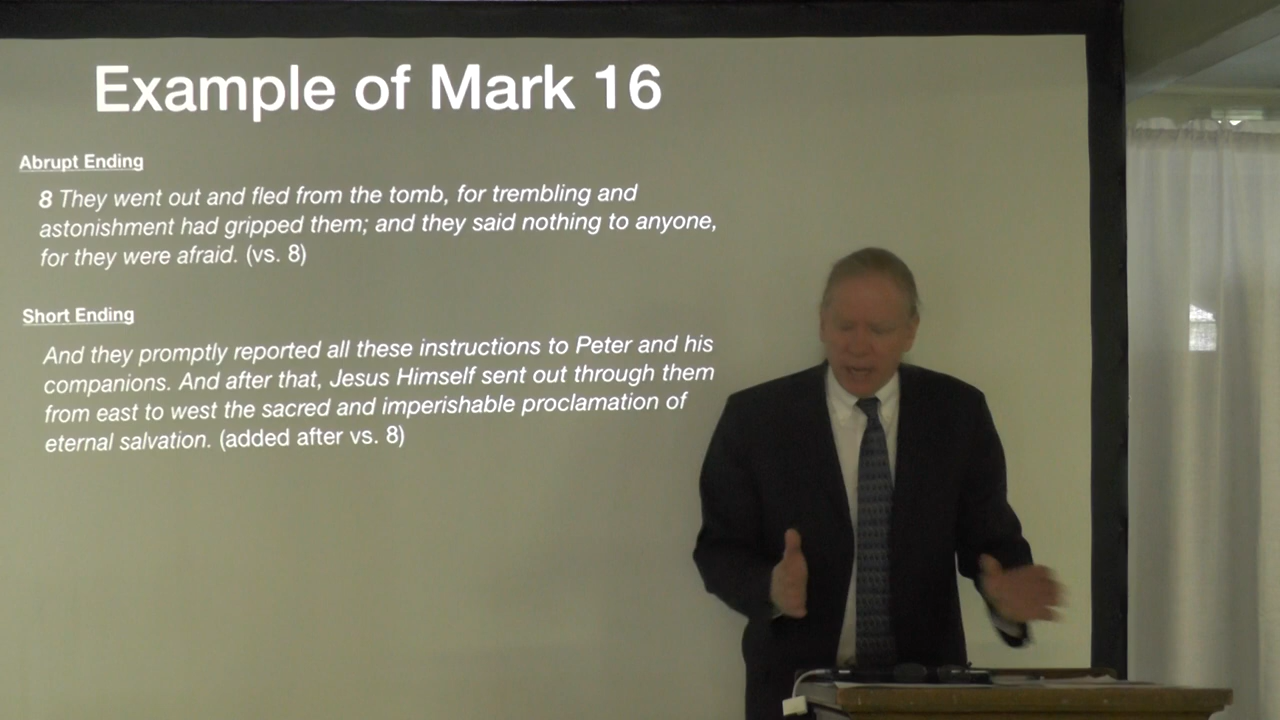 Example of Mark 16
Abrupt Ending
8 They went out and fled from the tomb, for trembling and
astonishment had gripped them; and they said nothing to anyone,
for they were afraid. (vs. 8)
Short Ending
And they promptly reported all these instructions to Peter and his
companions. And after that, Jesus Himself sent out through them
from east to west the sacred and imperishable proclamation of
eternal salvation. (added after vs. 8)